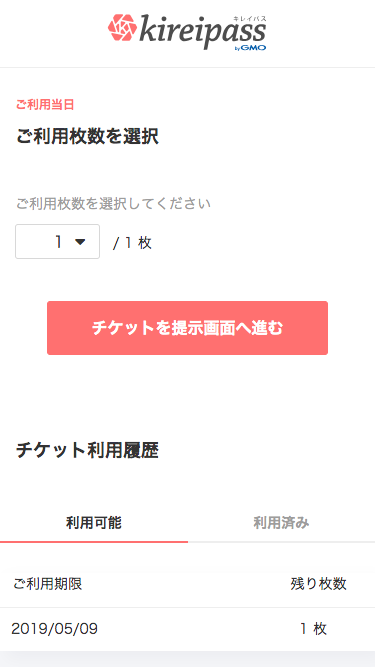 キレイパス
kireipass
by GMO
ご利用当日
ご利用枚数を選択
ご利用枚数を選択してください
1 / 1 枚
チケットを提示画面へ進む
チケット利用履歴
利用可能 利用済み
ご利用期限 残り枚数
2019/05/09 1 枚